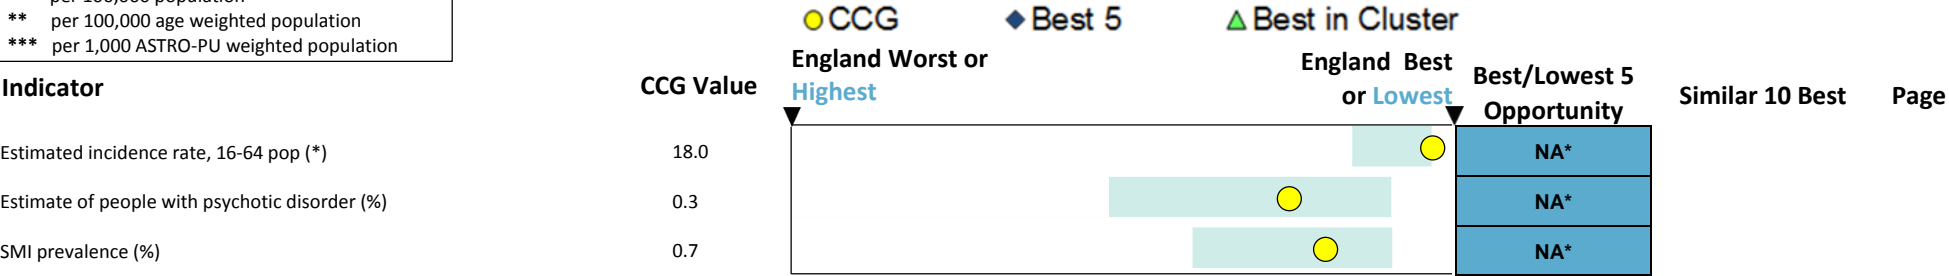 per 100,000 population
** per 100,000 age weighted population
*** per 1,000 ASTRO-PU weighted population
CCG Best 5 Best in Cluster
Indicator CCG Value England Worst or Highest England Best or Lowest Best/Lowest 5 Opportunity Similar 10 Best Page
Estimated incidence rate, 16-64 pop (*) 18.0 NA*
Estimate of people with psychotic disorder (%) 0.3 NA*
SMI prevalence (%) 0.7 NA*